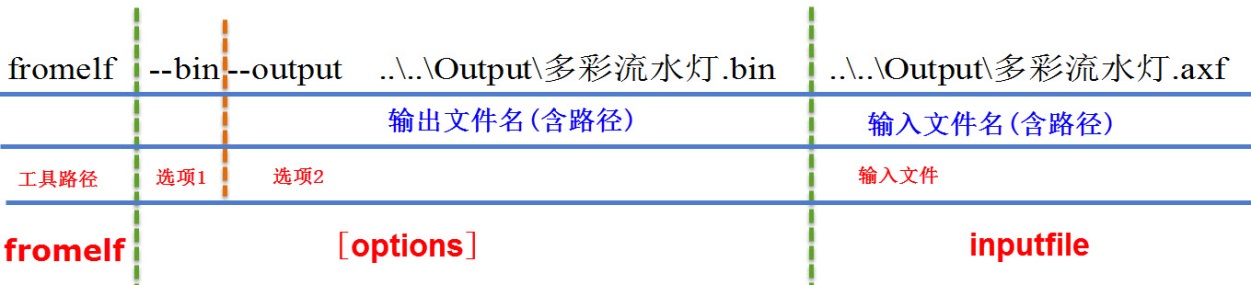 fromelf --bin --output ..\..\Output\多彩流水灯.bin ..\..\Output\多彩流水灯.axf
输出文件名(含路径) 输入文件名(含路径)
工具路径 选项1 选项2 输入文件
fromelf [options] inputfile